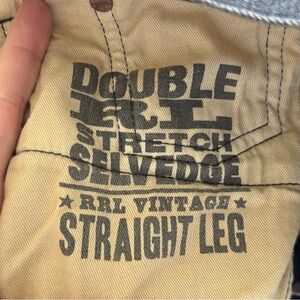 DOUBLE
RL
STRETCH
SELVEDGE
★ RRL VINTAGE ★
STRAIGHT LEG